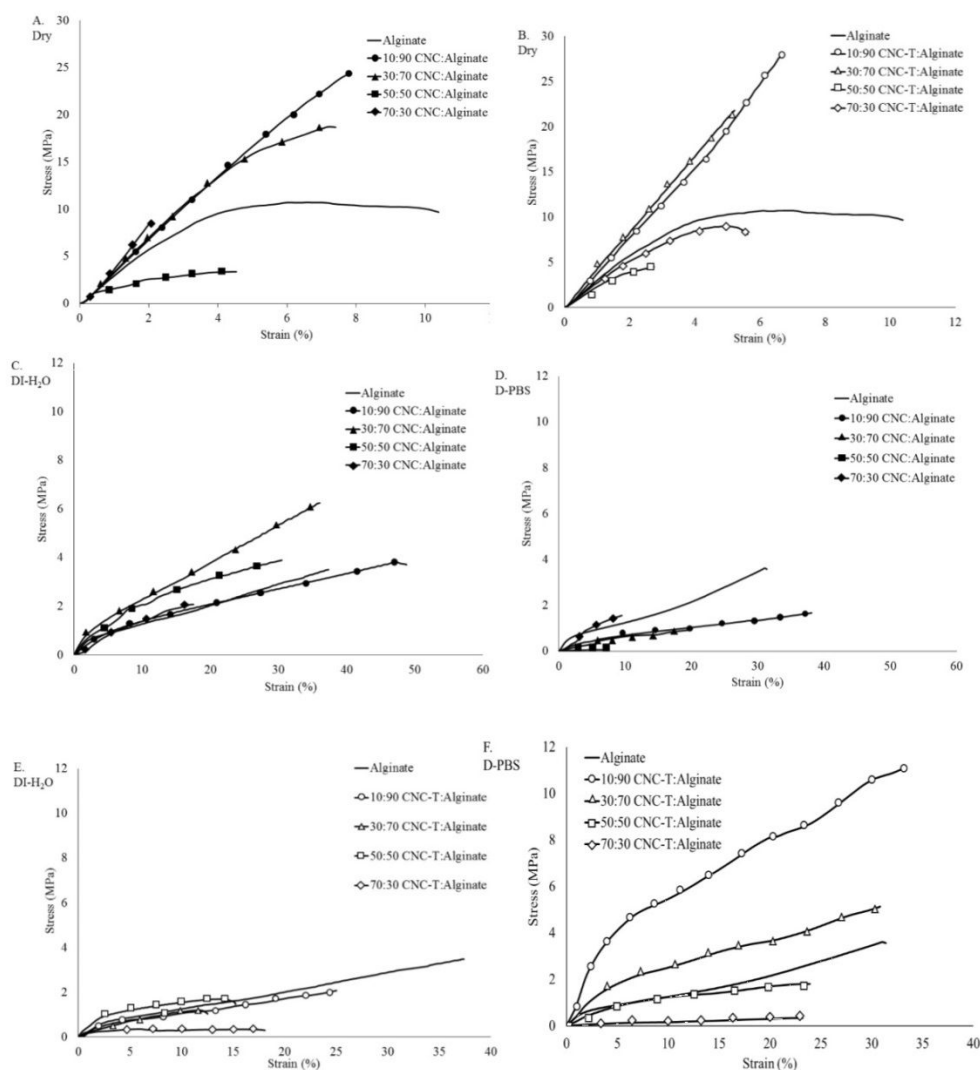 A.
Dry
30
25
20
15
10
5
0
Stress (MPa)
0
2
4
6
8
10
Strain (%)
Alginate
10:90 CNC:Alginate
30:70 CNC:Alginate
50:50 CNC:Alginate
70:30 CNC:Alginate
B.
Dry
30
25
20
15
10
5
0
Stress (MPa)
0
2
4
6
8
10
12
Strain (%)
Alginate
10:90 CNC-T:Alginate
30:70 CNC-T:Alginate
50:50 CNC-T:Alginate
70:30 CNC-T:Alginate
C.
DI-H₂O
12
10
8
6
4
2
0
Stress (MPa)
0
10
20
30
40
50
60
Strain (%)
Alginate
10:90 CNC:Alginate
30:70 CNC:Alginate
50:50 CNC:Alginate
70:30 CNC:Alginate
D.
D-PBS
12
10
8
6
4
2
0
Stress (MPa)
0
10
20
30
40
50
60
Strain (%)
Alginate
10:90 CNC:Alginate
30:70 CNC:Alginate
50:50 CNC:Alginate
70:30 CNC:Alginate
E.
DI-H₂O
12
10
8
6
4
2
0
Stress (MPa)
0
5
10
15
20
25
30
35
40
Strain (%)
Alginate
10:90 CNC-T:Alginate
30:70 CNC-T:Alginate
50:50 CNC-T:Alginate
70:30 CNC-T:Alginate
F.
D-PBS
12
10
8
6
4
2
0
Stress (MPa)
0
5
10
15
20
25
30
35
40
Strain (%)
Alginate
10:90 CNC-T:Alginate
30:70 CNC-T:Alginate
50:50 CNC-T:Alginate
70:30 CNC-T:Alginate